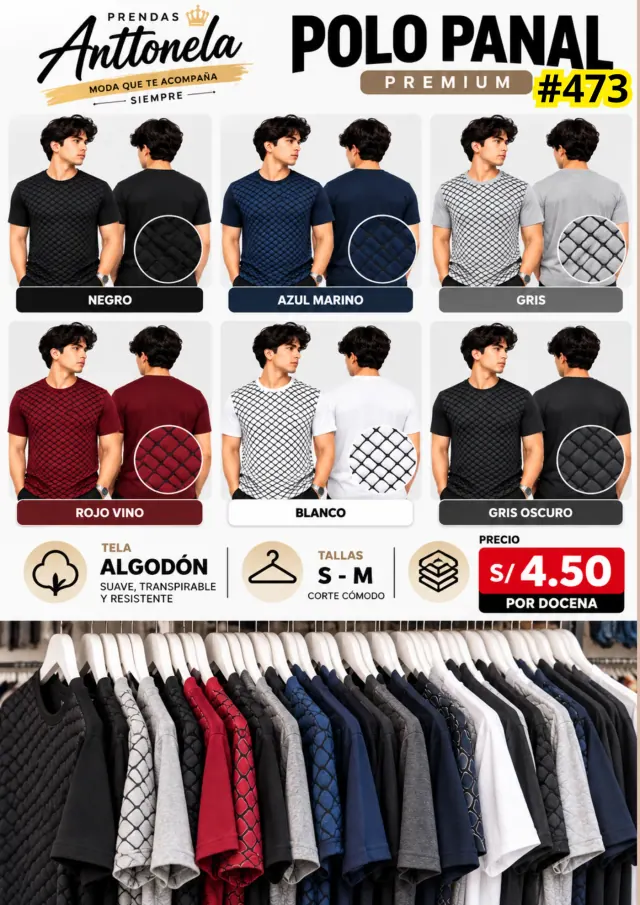 PRENDAS
Anttonela
MODA QUE TE ACOMPAÑA
SIEMPRE
POLO PANAL
PREMIUM
#473
NEGRO
AZUL MARINO
GRIS
ROJO VINO
BLANCO
GRIS OSCURO
TELA
ALGODÓN
SUAVE, TRANSPIRABLE
Y RESISTENTE
TALLAS
S - M
CORTE CÓMODO
PRECIO
S/ 4.50
POR DOCENA